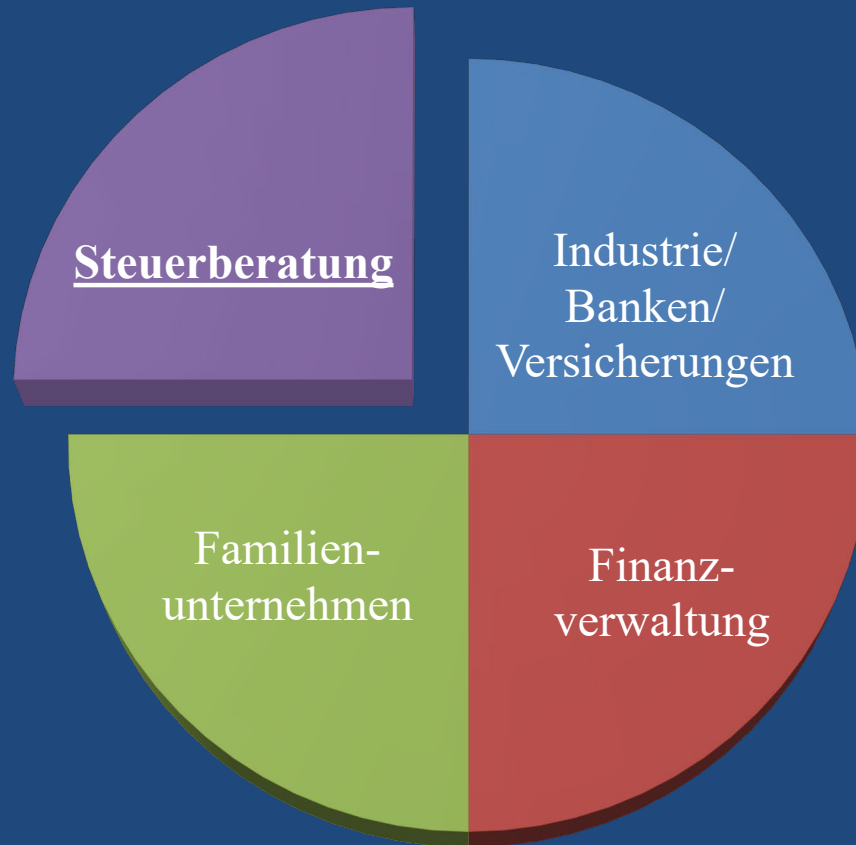 Steuerberatung
Industrie/
Banken/
Versicherungen
Familien-
unternehmen
Finanz-
verwaltung